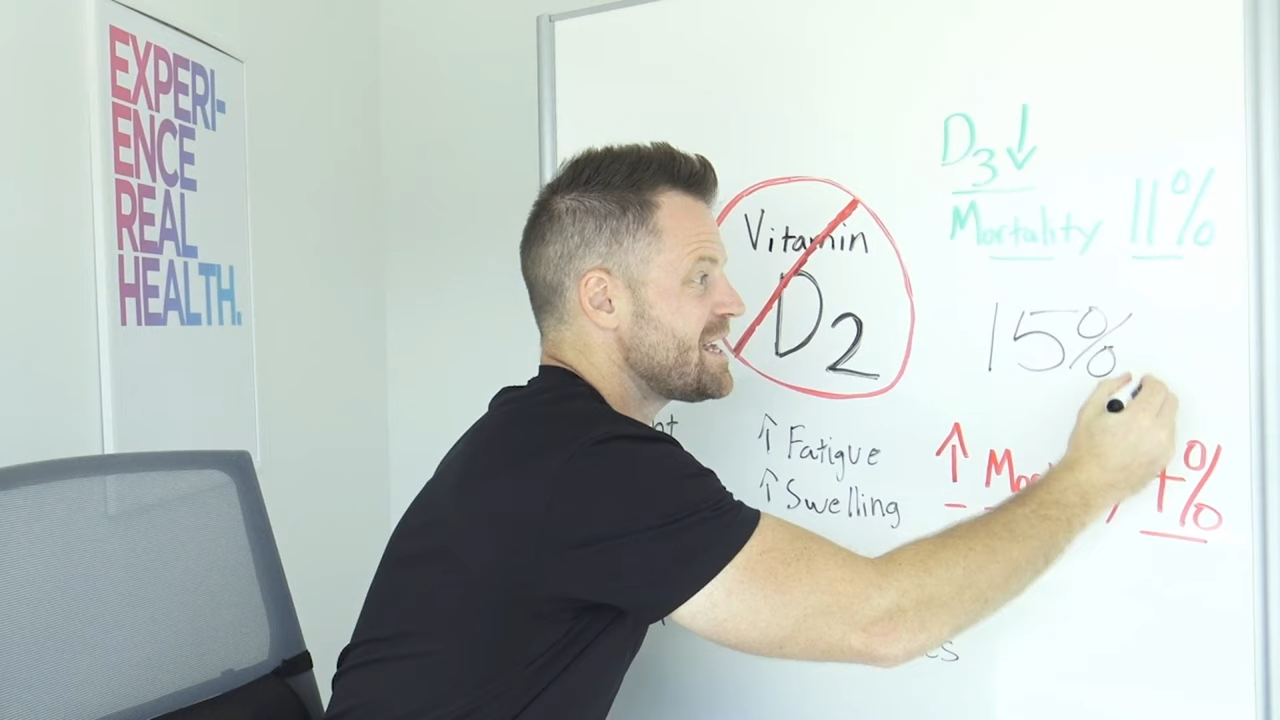 EXPERI-
ENCE
REAL
HEALTH.
Vitamin
D2
D3↓
Mortality 11%
15%
↑ Fatigue
↑ Swelling
↑
%